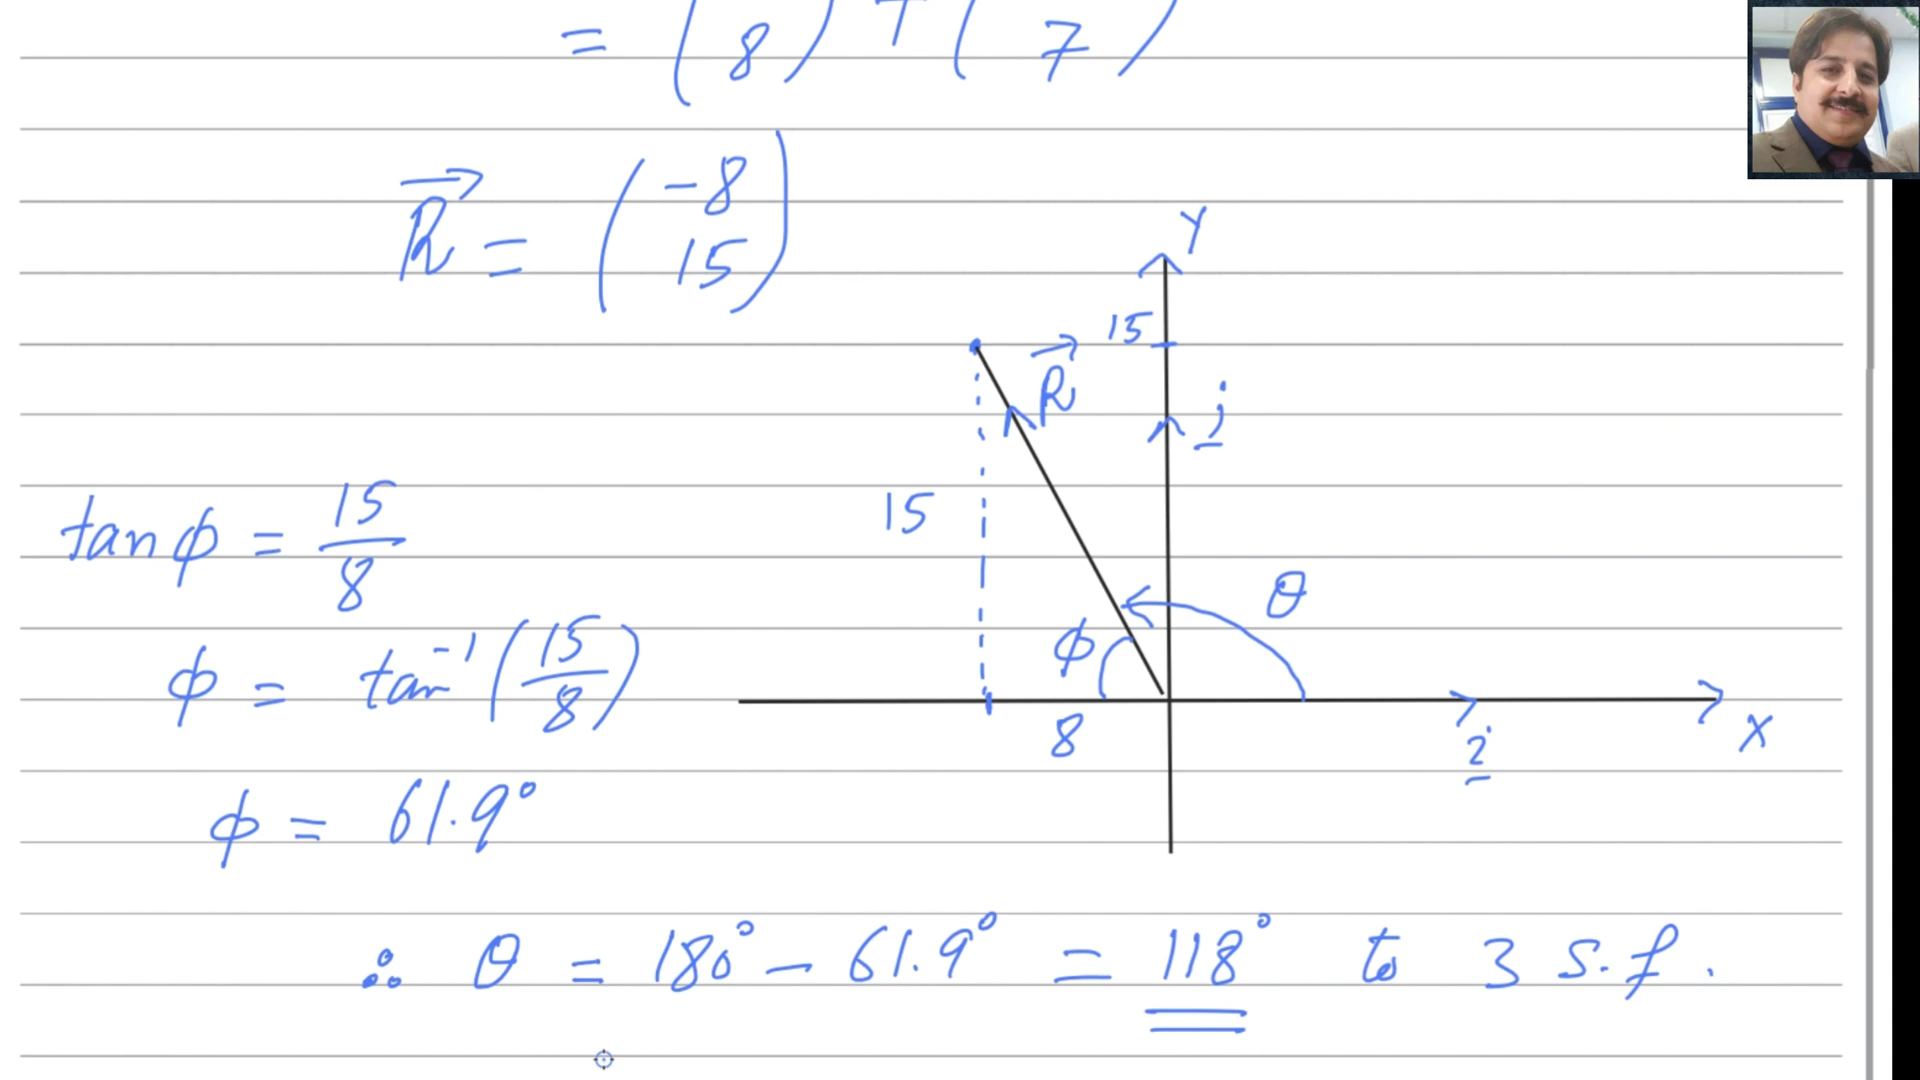 = ( 8 ) + ( 7 )
R = ( -8
15 )
Y
15
R
j
15
tan ϕ = 15
8
θ
ϕ
ϕ = tan⁻¹ ( 15
8 )
8
i
X
ϕ = 61.9°
∴ θ = 180° – 61.9° = 118° to 3 s.f.